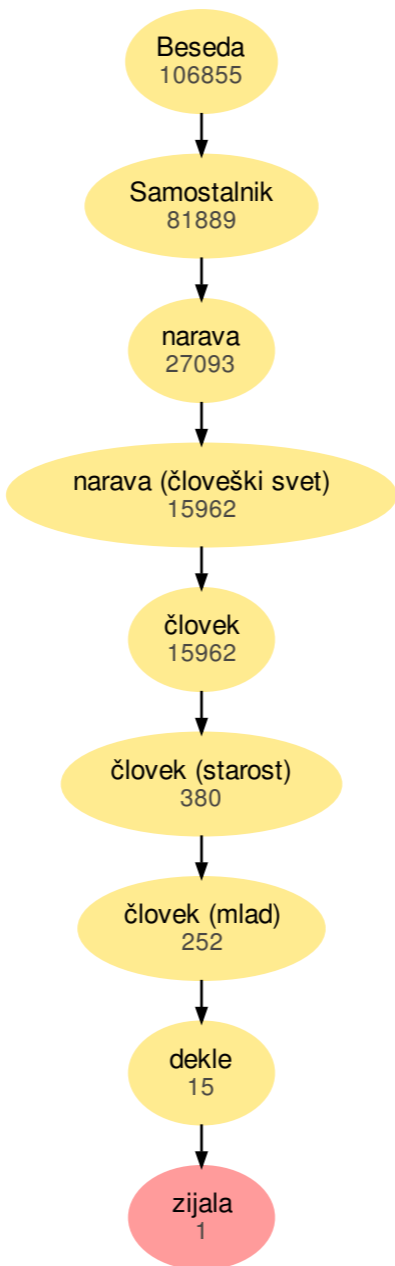 Beseda
106855
Samostalnik
81889
narava
27093
narava (človeški svet)
15962
človek
15962
človek (starost)
380
človek (mlad)
252
dekle
15
zijala
1